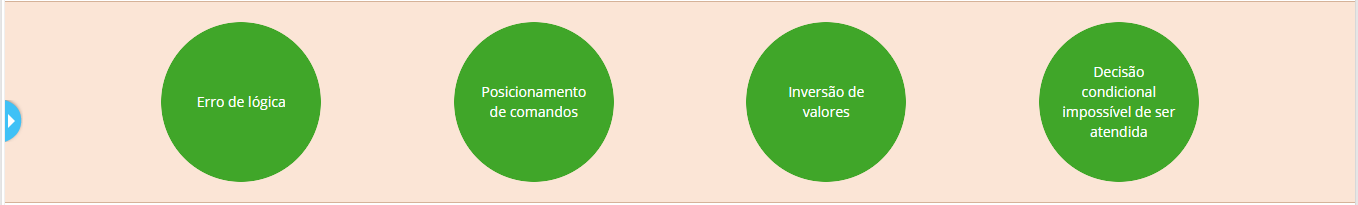 Erro de lógica
Posicionamento
de comandos
Inversão de
valores
Decisão
condicional
impossível de ser
atendida